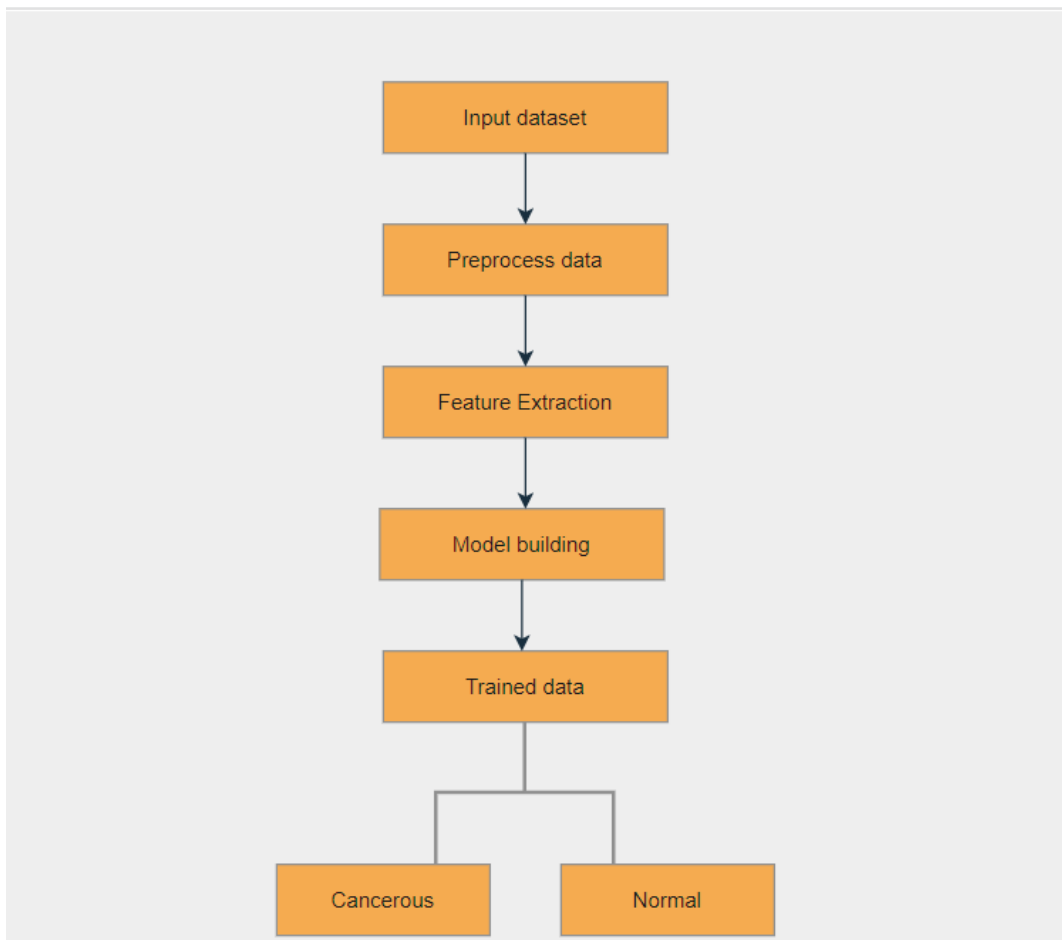 Input dataset
Preprocess data
Feature Extraction
Model building
Trained data
Cancerous
Normal